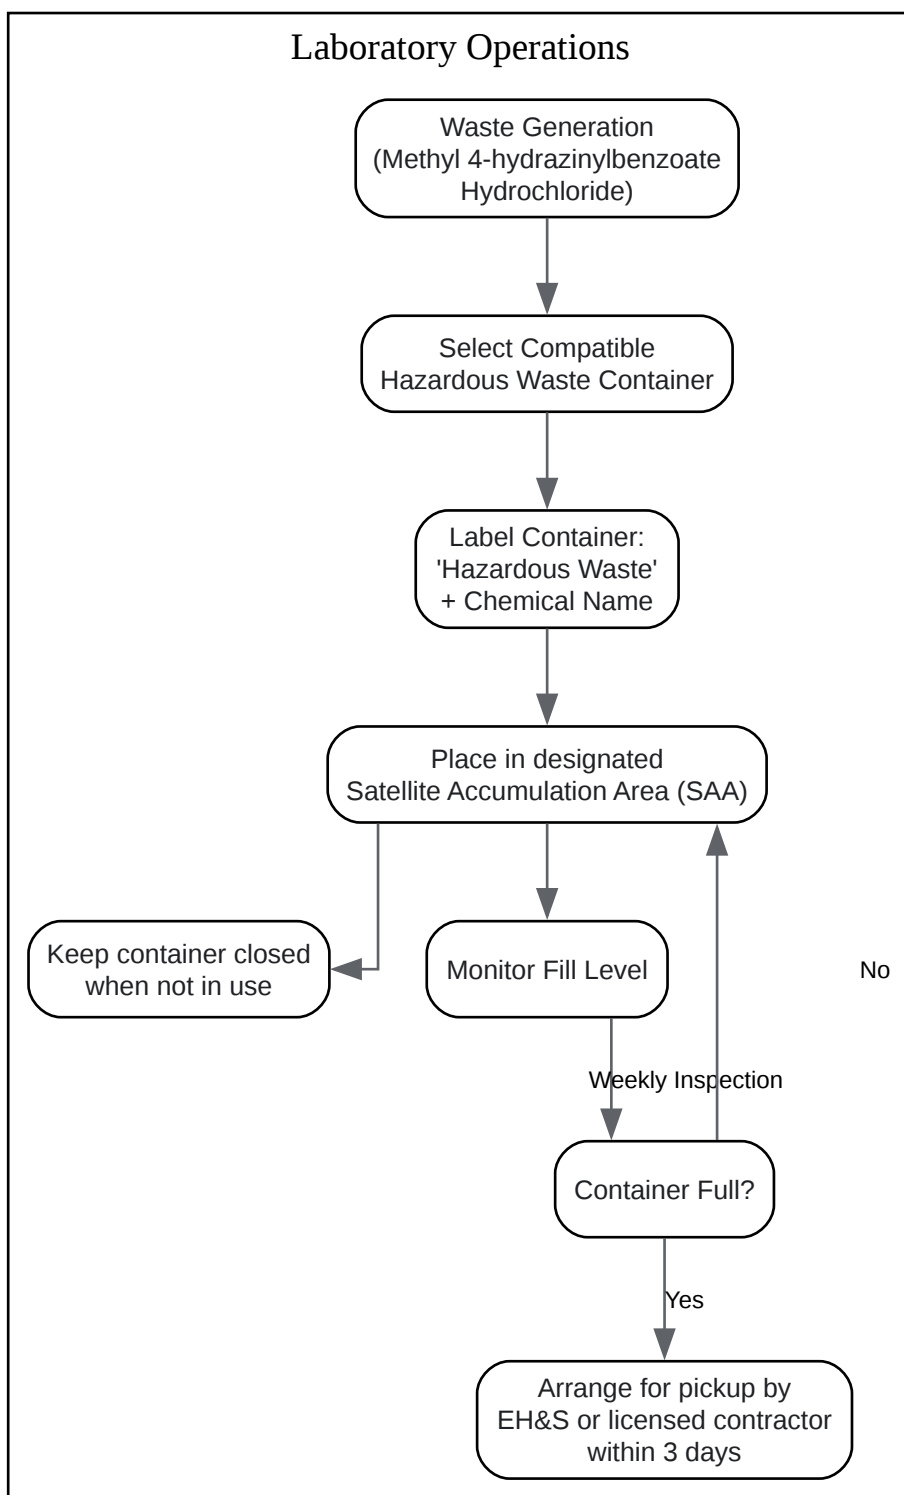 Laboratory Operations
Waste Generation
(Methyl 4-hydrazinylbenzoate
Hydrochloride)
Select Compatible
Hazardous Waste Container
Label Container:
'Hazardous Waste'
+ Chemical Name
Place in designated
Satellite Accumulation Area (SAA)
Keep container closed
when not in use
Monitor Fill Level
No
Weekly Inspection
Container Full?
Yes
Arrange for pickup by
EH&S or licensed contractor
within 3 days